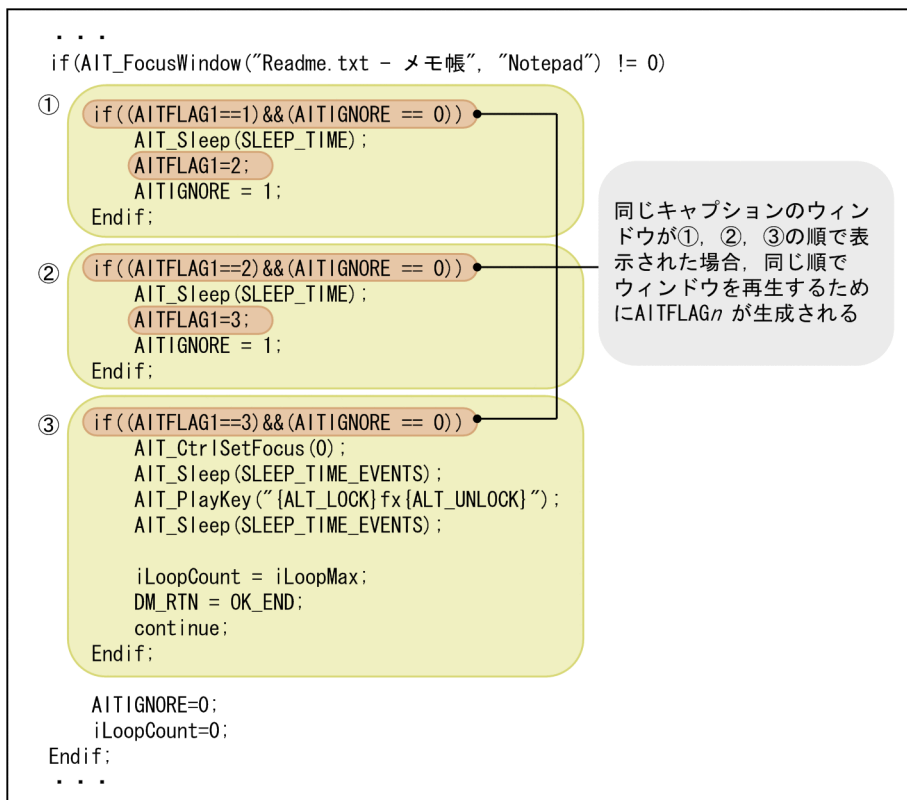 ・・・
if(AIT_FocusWindow("Readme.txt - メモ帳", "Notepad") != 0)
①
if((AITFLAG1==1)&&(AITIGNORE == 0))
AIT_Sleep(SLEEP_TIME);
AITFLAG1=2;
AITIGNORE = 1;
Endif;
②
if((AITFLAG1==2)&&(AITIGNORE == 0))
AIT_Sleep(SLEEP_TIME);
AITFLAG1=3;
AITIGNORE = 1;
Endif;
③
if((AITFLAG1==3)&&(AITIGNORE == 0))
AIT_CtrlSetFocus(0);
AIT_Sleep(SLEEP_TIME_EVENTS);
AIT_PlayKey("{ALT_LOCK}fx{ALT_UNLOCK}");
AIT_Sleep(SLEEP_TIME_EVENTS);
iLoopCount = iLoopMax;
DM_RTN = OK_END;
continue;
Endif;
AITIGNORE=0;
iLoopCount=0;
Endif;
・・・
同じキャプションのウィン
ドウが①，②，③の順で表
示された場合，同じ順で
ウィンドウを再生するため
にAITFLAGn が生成される